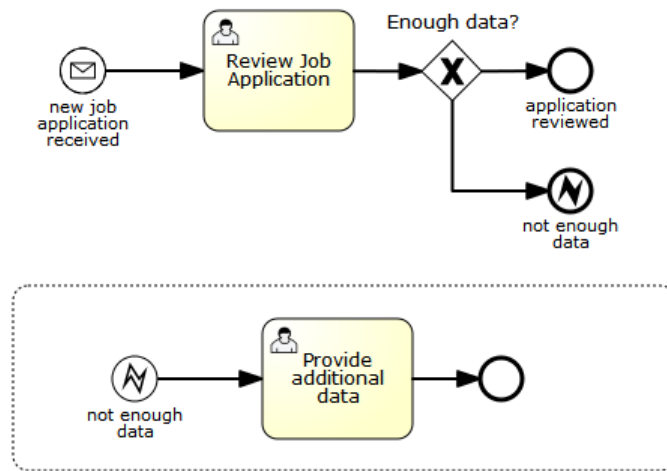 Enough data?
Review Job
Application
new job
application
received
application
reviewed
not enough
data
Provide
additional
data
not enough
data